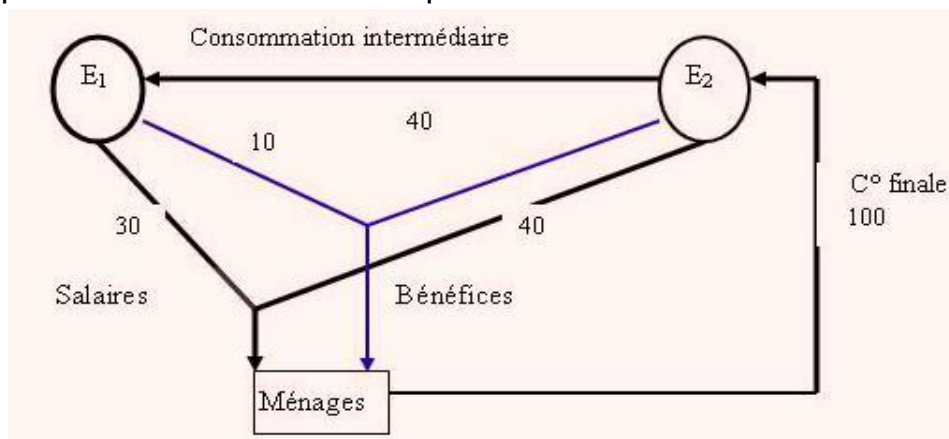 Consommation intermédiaire
E₁
E₂
40
10
C° finale
100
30
40
Salaires
Bénéfices
Ménages